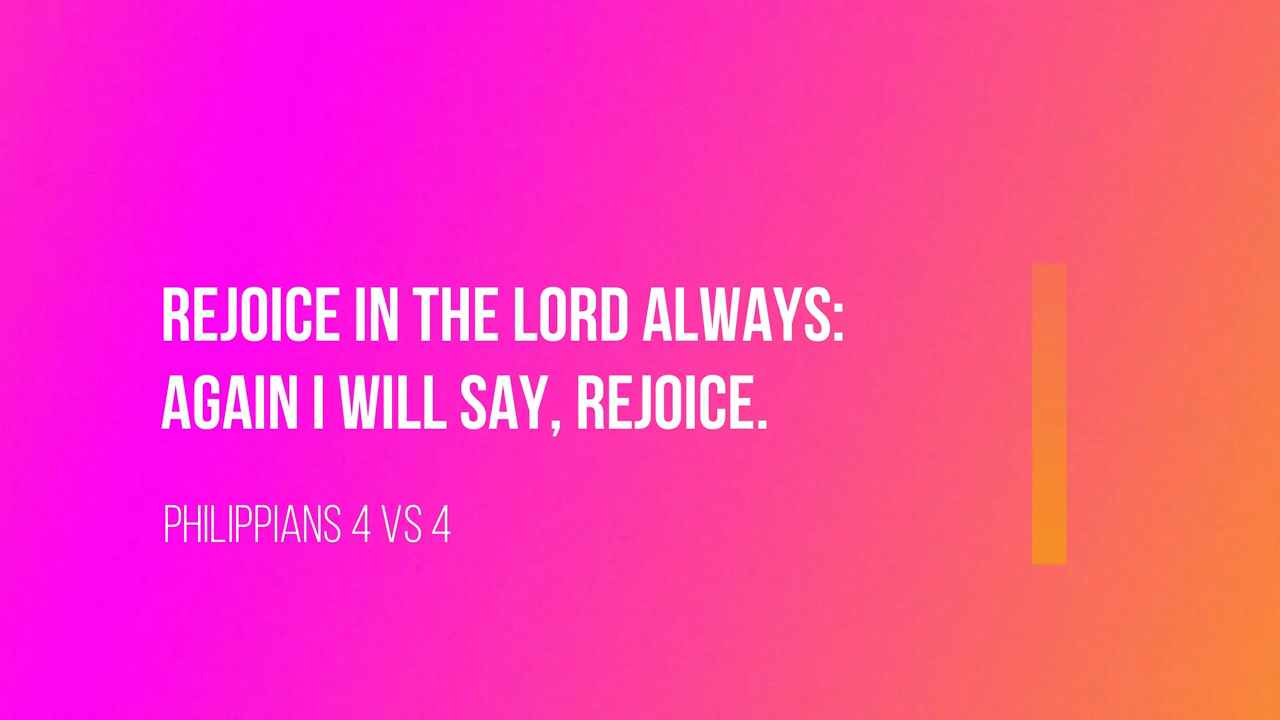 REJOICE IN THE LORD ALWAYS:
AGAIN I WILL SAY, REJOICE.
PHILIPPIANS 4 VS 4